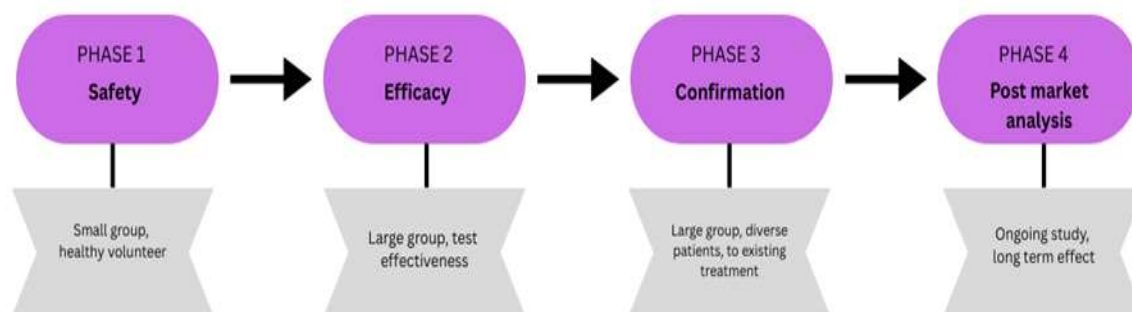 PHASE 1
Safety
PHASE 2
Efficacy
PHASE 3
Confirmation
PHASE 4
Post market
analysis
Small group,
healthy volunteer
Large group, test
effectiveness
Large group, diverse
patients, to existing
treatment
Ongoing study,
long term effect